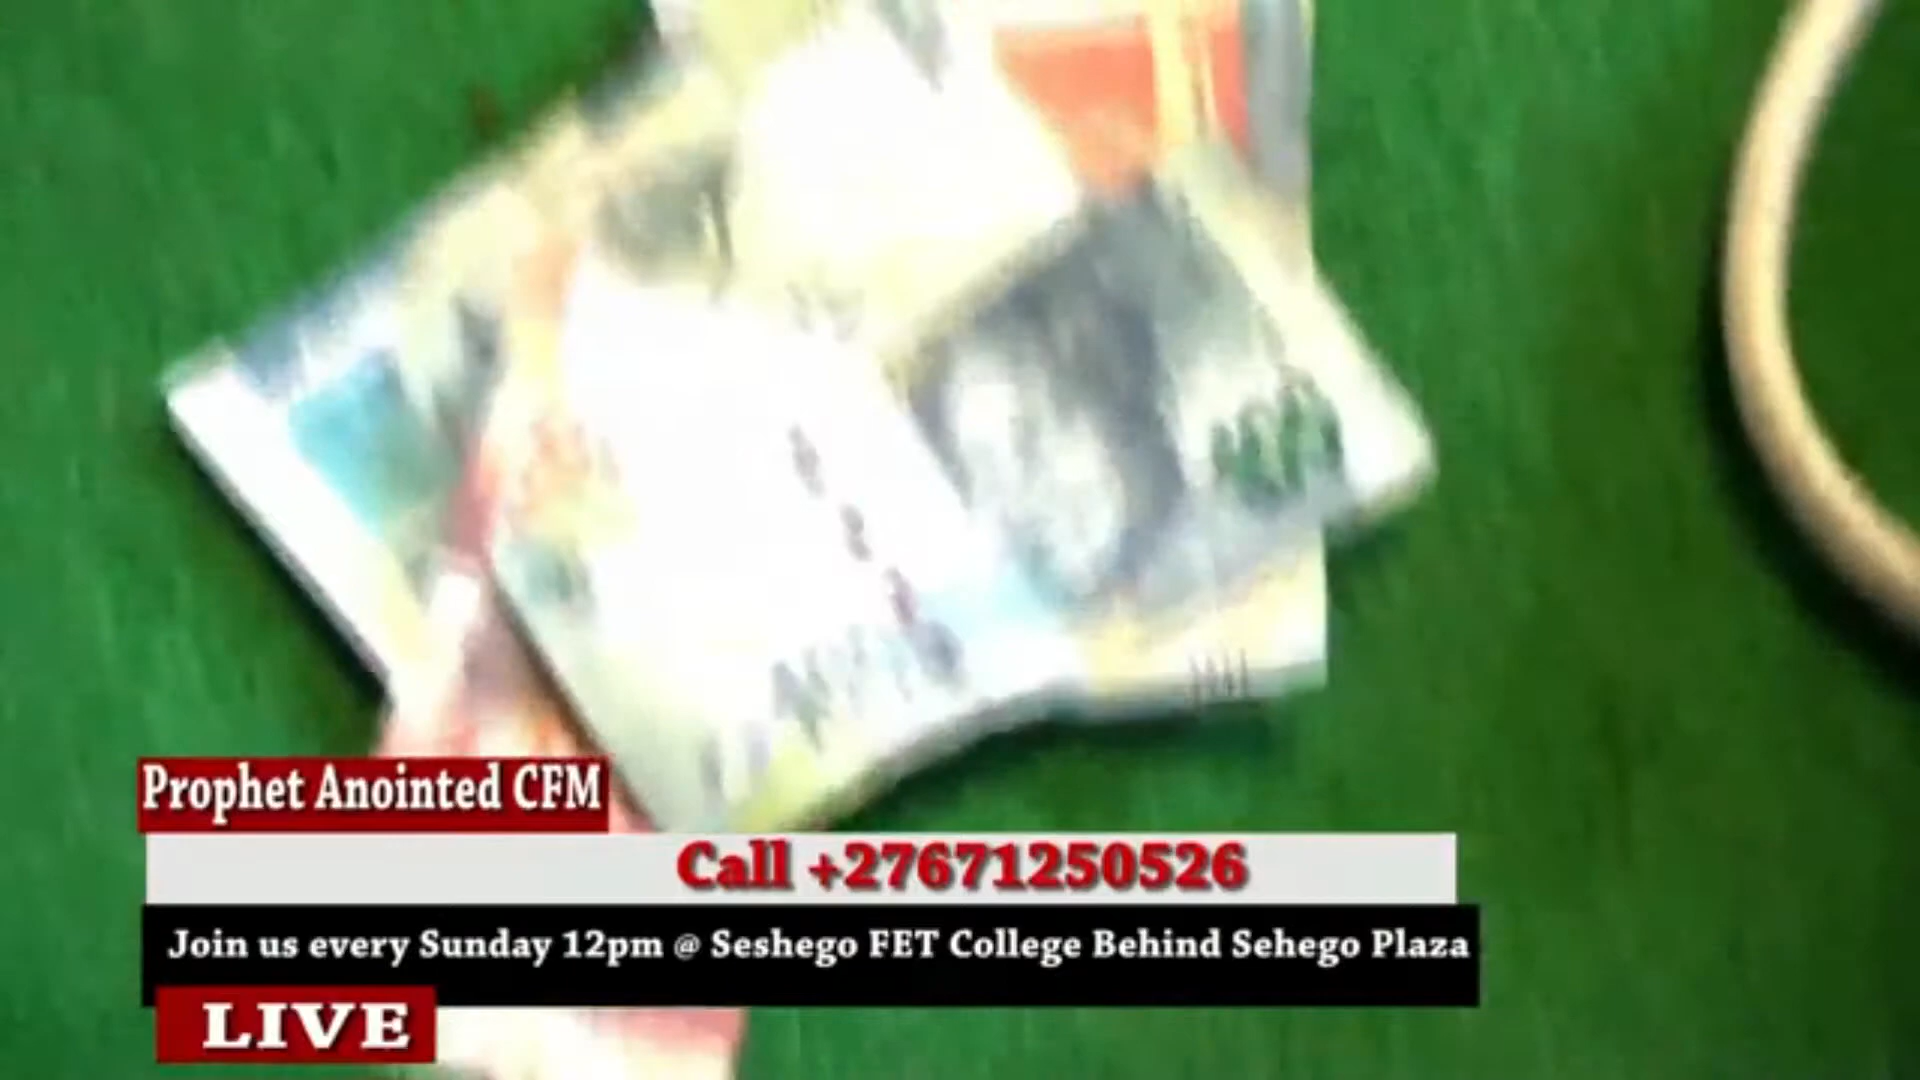 Prophet Anointed CFM
Call +27671250526
Join us every Sunday 12pm @ Seshego FET College Behind Sehego Plaza
LIVE